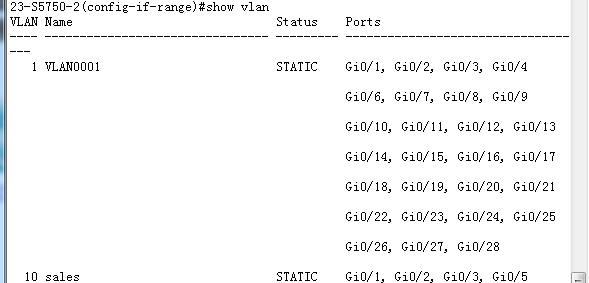 23-S5750-2(config-if-range)#show vlan
VLAN Name                             Status    Ports
---- -------------------------------- --------- --------------------------------
---
   1 VLAN0001                         STATIC    Gi0/1, Gi0/2, Gi0/3, Gi0/4
                                                Gi0/6, Gi0/7, Gi0/8, Gi0/9
                                                Gi0/10, Gi0/11, Gi0/12, Gi0/13
                                                Gi0/14, Gi0/15, Gi0/16, Gi0/17
                                                Gi0/18, Gi0/19, Gi0/20, Gi0/21
                                                Gi0/22, Gi0/23, Gi0/24, Gi0/25
                                                Gi0/26, Gi0/27, Gi0/28
  10 sales                            STATIC    Gi0/1, Gi0/2, Gi0/3, Gi0/5